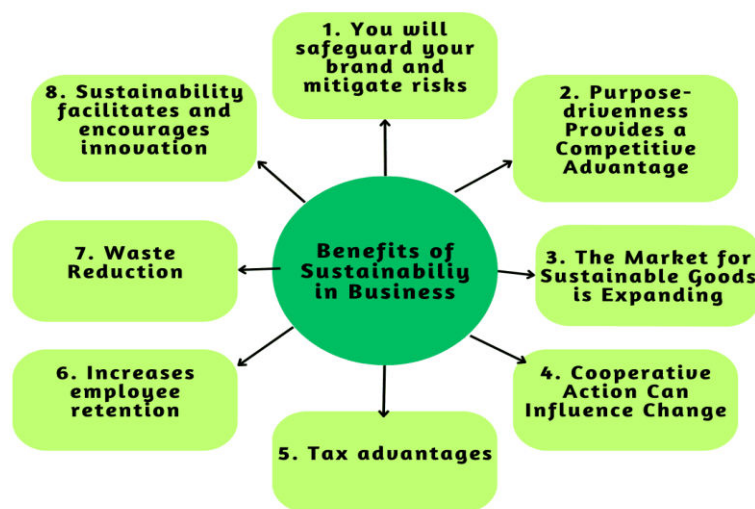 Benefits of
Sustainabiliy
in Business
1. You will
safeguard your
brand and
mitigate risks
2. Purpose-
drivenness
Provides a
Competitive
Advantage
3. The Market for
Sustainable Goods
is Expanding
4. Cooperative
Action Can
Influence Change
5. Tax advantages
6. Increases
employee
retention
7. Waste
Reduction
8. Sustainability
facilitates and
encourages
innovation